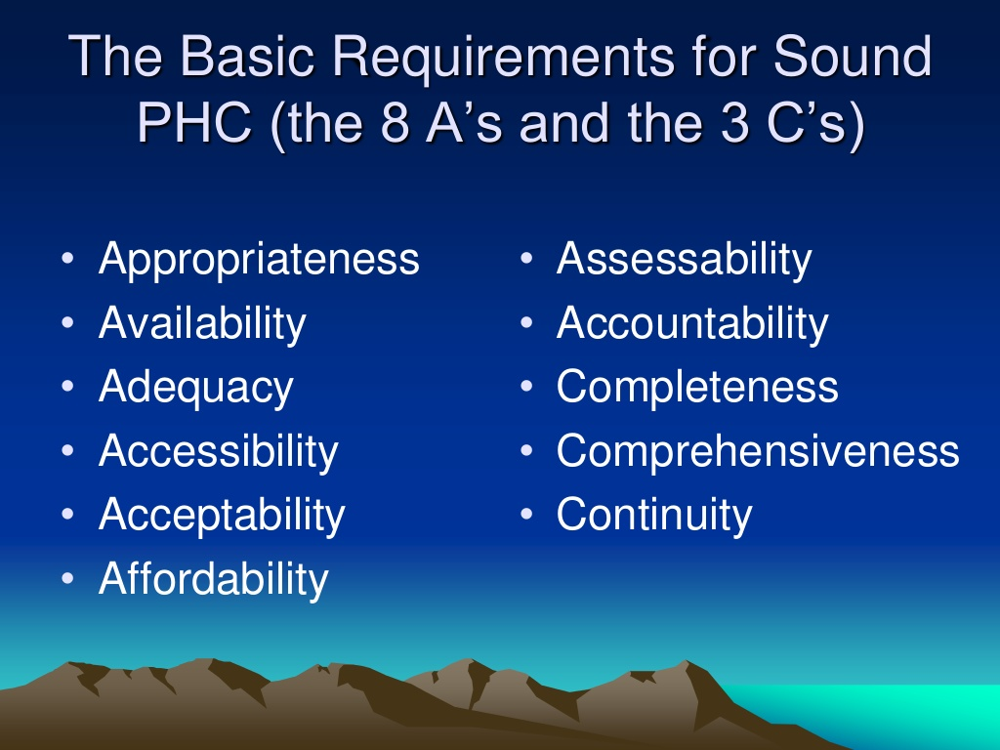 The Basic Requirements for Sound
PHC (the 8 A’s and the 3 C’s)
• Appropriateness
• Availability
• Adequacy
• Accessibility
• Acceptability
• Affordability
• Assessability
• Accountability
• Completeness
• Comprehensiveness
• Continuity